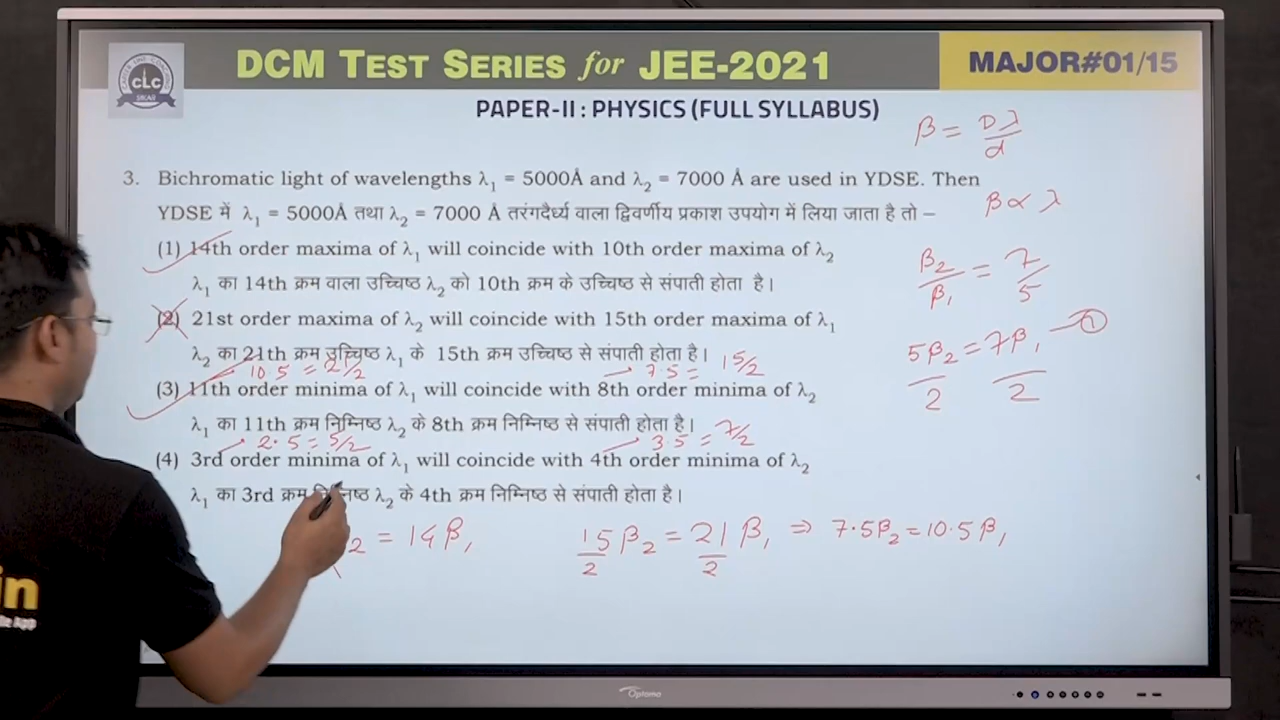 CLC
SIKAR
DCM TEST SERIES for JEE-2021
MAJOR#01/15
PAPER-II : PHYSICS (FULL SYLLABUS)
β = Dλ/d
3. Bichromatic light of wavelengths λ₁ = 5000Å and λ₂ = 7000 Å are used in YDSE. Then
YDSE में λ₁ = 5000Å तथा λ₂ = 7000 Å तरंगदैर्ध्य वाला द्विवर्णीय प्रकाश उपयोग में लिया जाता है तो –
β ∝ λ
(1) 14th order maxima of λ₁ will coincide with 10th order maxima of λ₂
λ₁ का 14th क्रम वाला उच्चिष्ठ λ₂ को 10th क्रम के उच्चिष्ठ से संपाती होता है।
β₂/β₁ = 7/5
(2) 21st order maxima of λ₂ will coincide with 15th order maxima of λ₁
λ₂ का 21th क्रम उच्चिष्ठ λ₁ के 15th क्रम उच्चिष्ठ से संपाती होता है।
5β₂/2 = 7β₁/2 → ①
10.5 = 21/2
7.5 = 15/2
(3) 11th order minima of λ₁ will coincide with 8th order minima of λ₂
λ₁ का 11th क्रम निम्निष्ठ λ₂ के 8th क्रम निम्निष्ठ से संपाती होता है।
2.5 = 5/2
3.5 = 7/2
(4) 3rd order minima of λ₁ will coincide with 4th order minima of λ₂
λ₁ का 3rd क्रम निम्निष्ठ λ₂ के 4th क्रम निम्निष्ठ से संपाती होता है।
₂ = 14β₁
15/2 β₂ = 21/2 β₁ ⇒ 7.5β₂ = 10.5β₁
in
Optoma